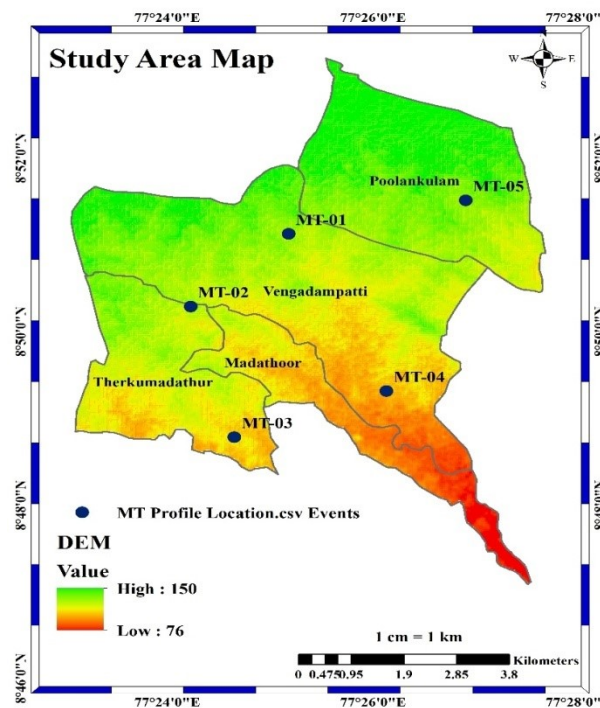 77°24'0"E 77°26'0"E 77°28'0"E
Study Area Map
N
W E
S
8°52'0"N 8°52'0"N
Poolankulam
MT-05
MT-01
MT-02
Vengadampatti
8°50'0"N 8°50'0"N
Madathoor
Therkumadathur
MT-04
MT-03
8°48'0"N 8°48'0"N
MT Profile Location.csv Events
DEM
Value
High : 150
Low : 76
1 cm = 1 km
Kilometers
0 0.475 0.95 1.9 2.85 3.8
8°46'0"N
77°24'0"E 77°26'0"E 77°28'0"E